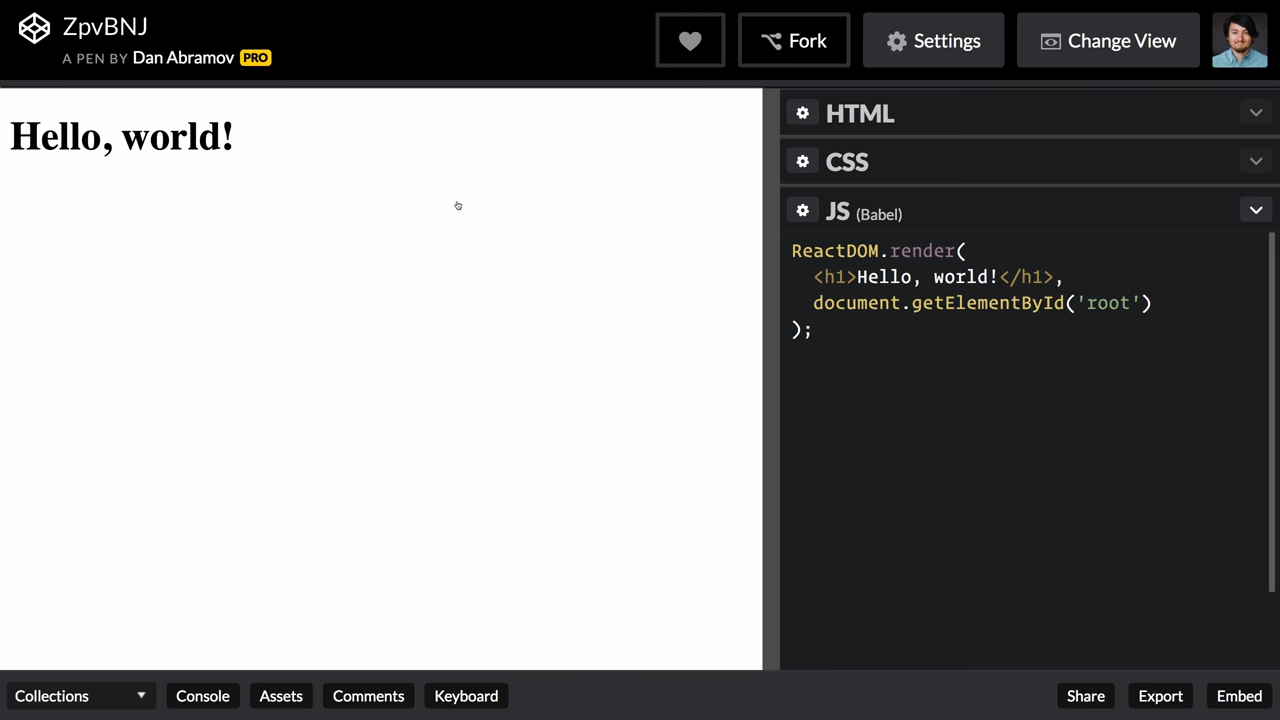 ZpvBNJ
A PEN BY Dan Abramov PRO
Fork
Settings
Change View
Hello, world!
HTML
CSS
JS (Babel)
ReactDOM.render(
  <h1>Hello, world!</h1>,
  document.getElementById('root')
);
Collections
Console
Assets
Comments
Keyboard
Share
Export
Embed